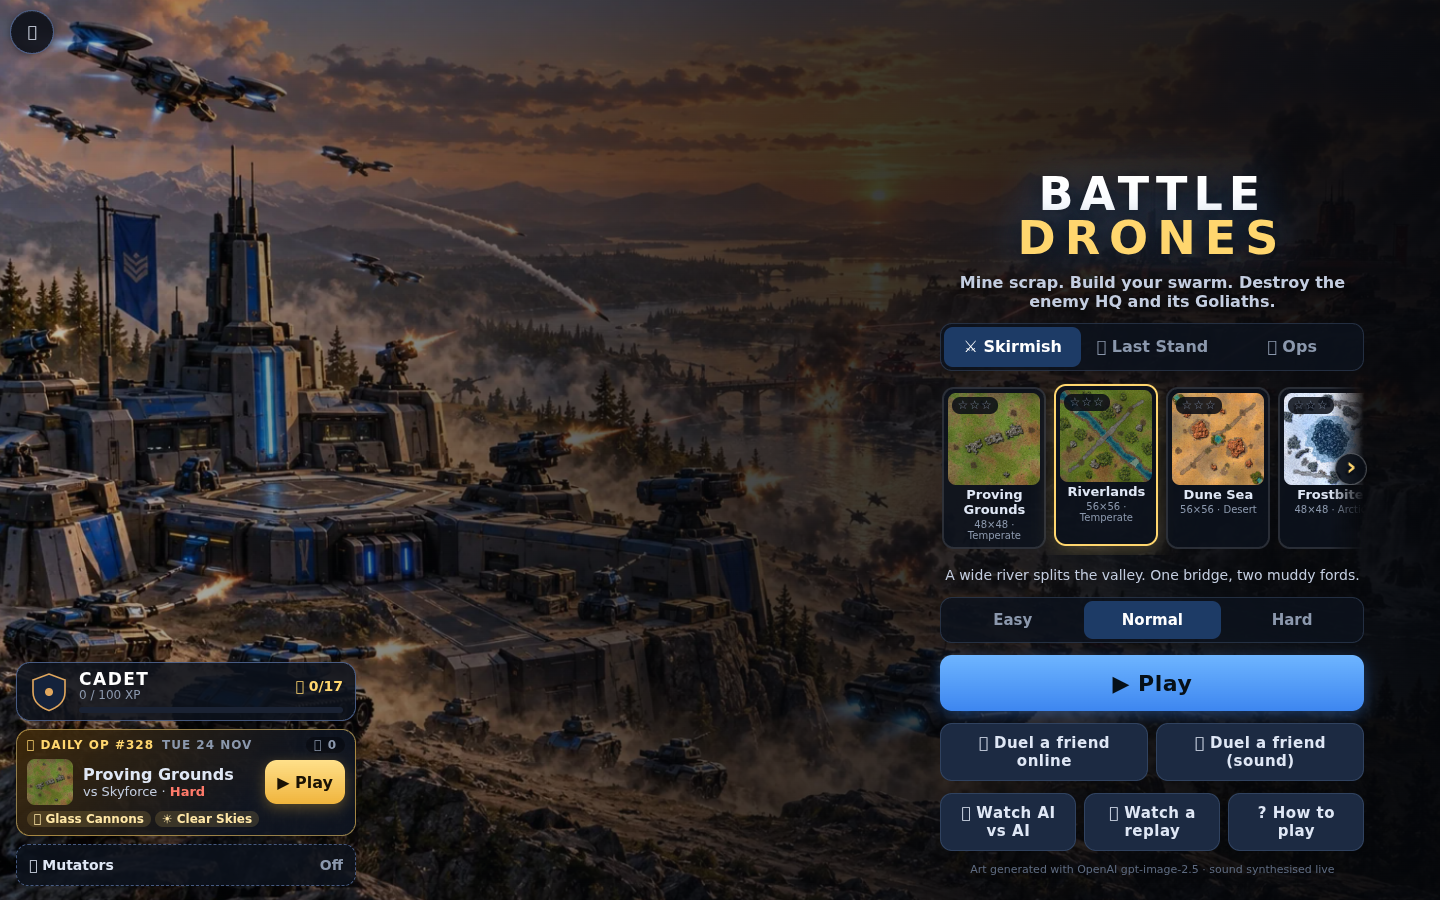 BATTLE
DRONES
Mine scrap. Build your swarm. Destroy the
enemy HQ and its Goliaths.
⚔ Skirmish
Last Stand
Ops
☆☆☆
☆☆☆
☆☆☆
☆☆☆
Proving
Grounds
48×48 ·
Temperate
Riverlands
56×56 ·
Temperate
Dune Sea
56×56 · Desert
Frostbite
48×48 · Arcti
›
A wide river splits the valley. One bridge, two muddy fords.
Easy
Normal
Hard
▶ Play
Duel a friend
online
Duel a friend
(sound)
Watch AI
vs AI
Watch a
replay
? How to
play
Art generated with OpenAI gpt-image-2.5 · sound synthesised live
CADET
0 / 100 XP
0/17
DAILY OP #328 TUE 24 NOV
0
Proving Grounds
vs Skyforce · Hard
▶ Play
Glass Cannons
☀ Clear Skies
Mutators
Off